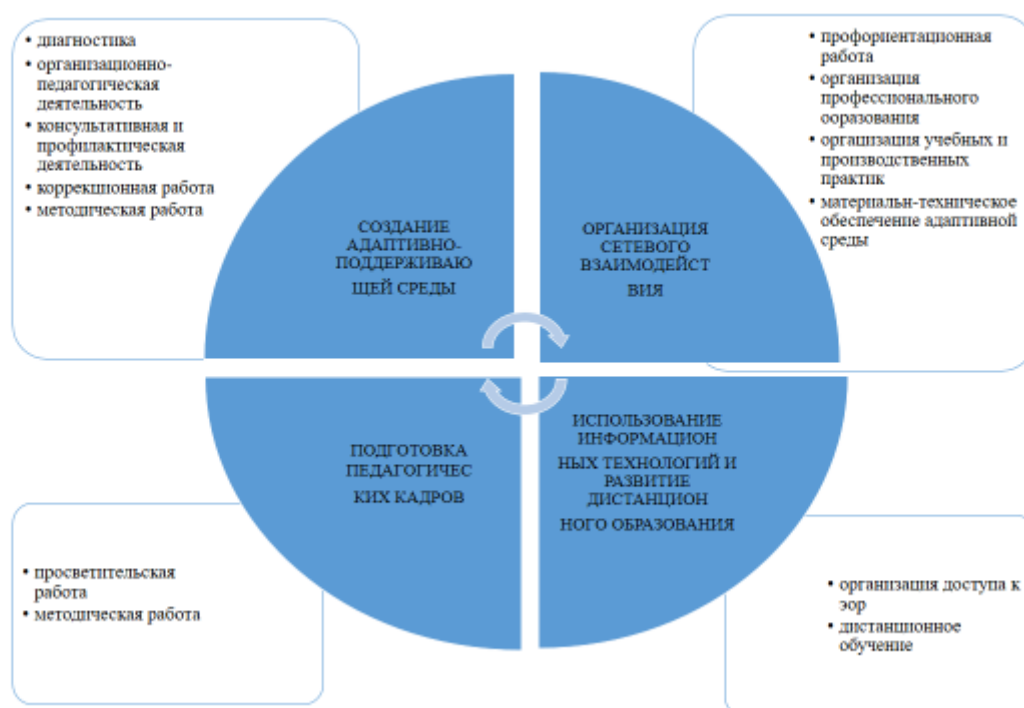 • диагностика
• организационно-
педагогическая
деятельность
• консультативная и
профилактическая
деятельность
• коррекционная работа
• методическая работа
• профориентационная
работа
• организация
профессионального
ооразования
• организация учебных и
производственных
практик
• материальн-техническое
обеспечение адаптивной
среды
СОЗДАНИЕ
АДАПТИВНО-
ПОДДЕРЖИВАЮ
ЩЕЙ СРЕДЫ
ОРГАНИЗАЦИЯ
СЕТЕВОГО
ВЗАИМОДЕЙСТ
ВИЯ
ПОДГОТОВКА
ПЕДАГОГИЧЕС
КИХ КАДРОВ
ИСПОЛЬЗОВАНИЕ
ИНФОРМАЦИОН
НЫХ ТЕХНОЛОГИЙ И
РАЗВИТИЕ
ДИСТАНЦИОН
НОГО ОБРАЗОВАНИЯ
• просветительская
работа
• методическая работа
• организация доступа к
эор
• дистанционное
обучение